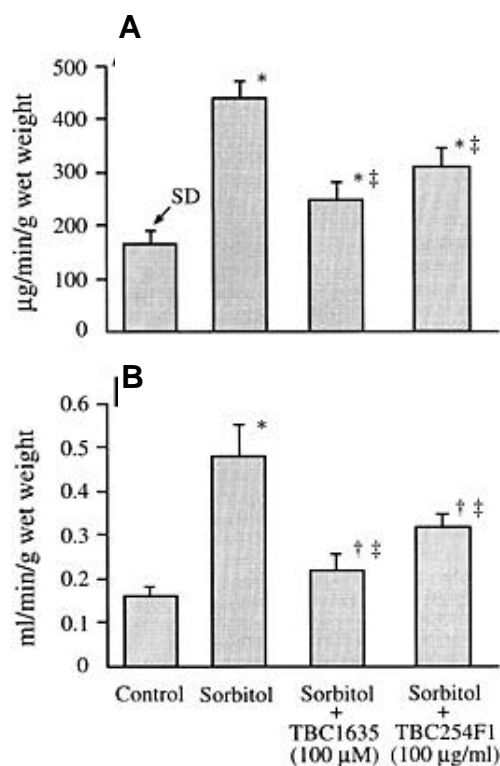 A
µg/min/g wet weight
500
400
300
200
100
0
SD
*
* ‡
* ‡
B
ml/min/g wet weight
0.6
0.5
0.4
0.3
0.2
0.1
0
*
† ‡
† ‡
Control
Sorbitol
Sorbitol
+
TBC1635
(100 µM)
Sorbitol
+
TBC254F1
(100 µg/ml)